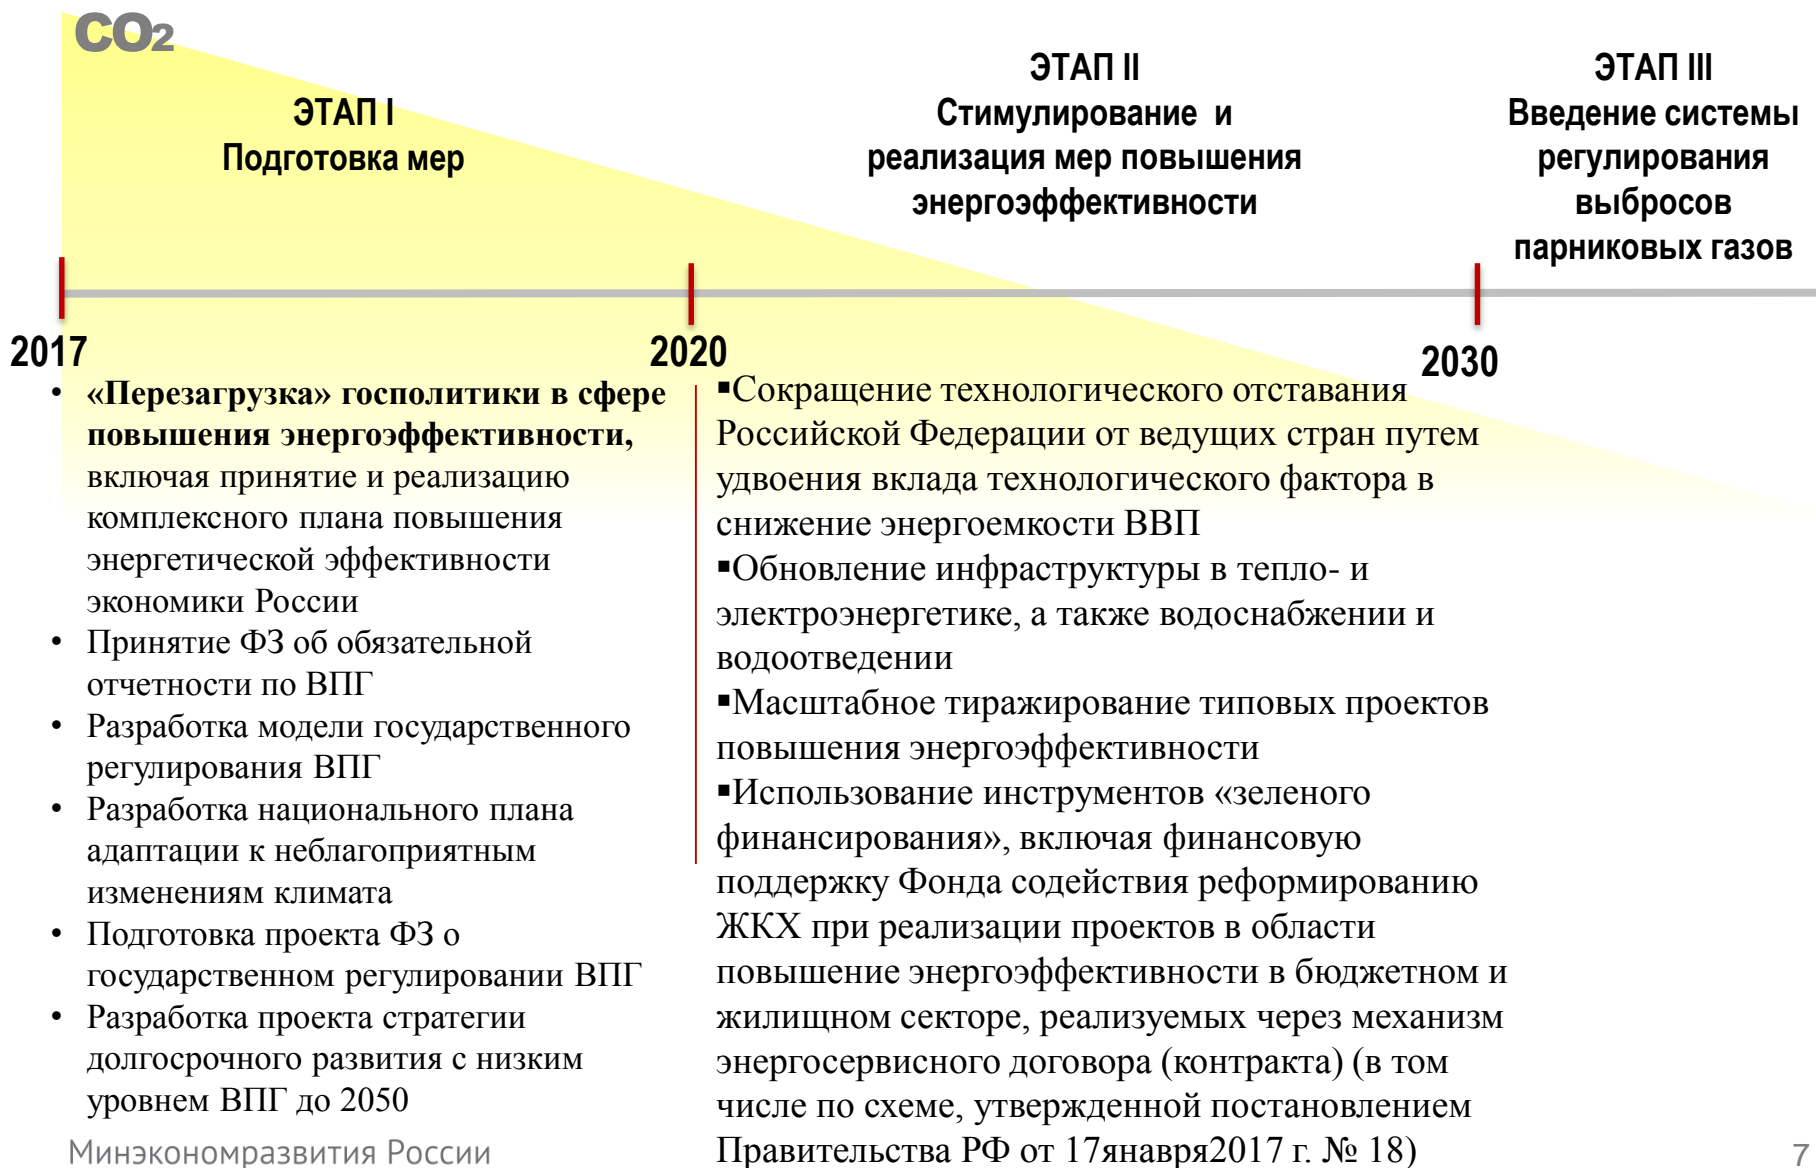 CO2
ЭТАП I
Подготовка мер
ЭТАП II
Стимулирование и
реализация мер повышения
энергоэффективности
ЭТАП III
Введение системы
регулирования
выбросов
парниковых газов
2017
2020
2030
• «Перезагрузка» госполитики в сфере
повышения энергоэффективности,
включая принятие и реализацию
комплексного плана повышения
энергетической эффективности
экономики России
• Принятие ФЗ об обязательной
отчетности по ВПГ
• Разработка модели государственного
регулирования ВПГ
• Разработка национального плана
адаптации к неблагоприятным
изменениям климата
• Подготовка проекта ФЗ о
государственном регулировании ВПГ
• Разработка проекта стратегии
долгосрочного развития с низким
уровнем ВПГ до 2050
▪Сокращение технологического отставания
Российской Федерации от ведущих стран путем
удвоения вклада технологического фактора в
снижение энергоемкости ВВП
▪Обновление инфраструктуры в тепло- и
электроэнергетике, а также водоснабжении и
водоотведении
▪Масштабное тиражирование типовых проектов
повышения энергоэффективности
▪Использование инструментов «зеленого
финансирования», включая финансовую
поддержку Фонда содействия реформированию
ЖКХ при реализации проектов в области
повышение энергоэффективности в бюджетном и
жилищном секторе, реализуемых через механизм
энергосервисного договора (контракта) (в том
числе по схеме, утвержденной постановлением
Правительства РФ от 17января2017 г. № 18)
Минэкономразвития России
7